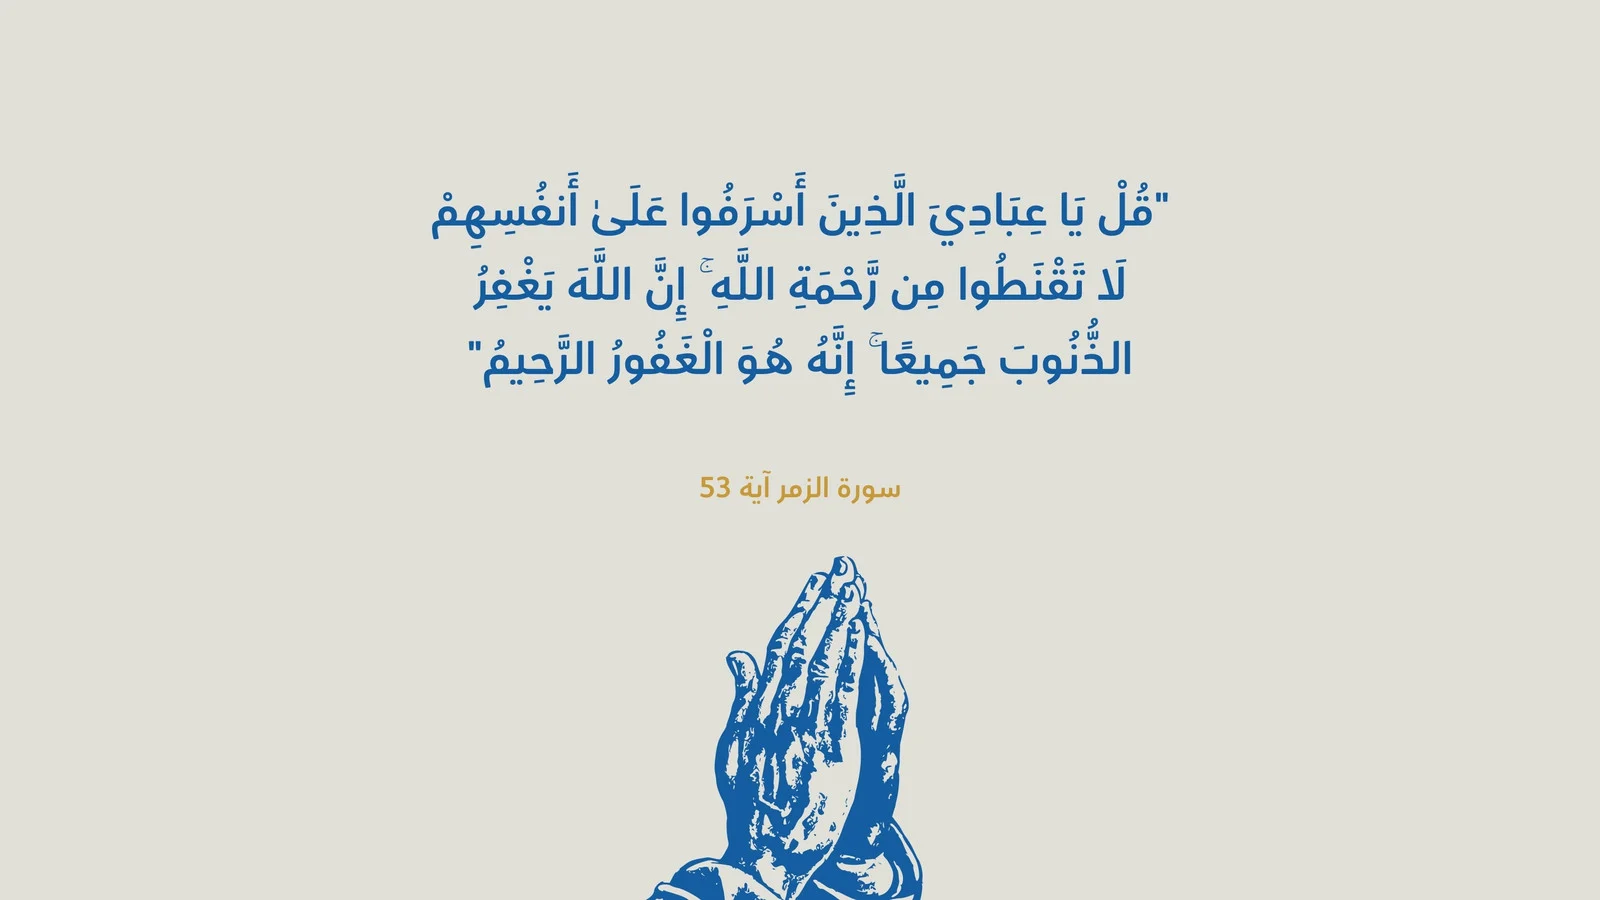 "قُلْ يَا عِبَادِيَ الَّذِينَ أَسْرَفُوا عَلَىٰ أَنفُسِهِمْ
لَا تَقْنَطُوا مِن رَّحْمَةِ اللَّهِ ۚ إِنَّ اللَّهَ يَغْفِرُ
الذُّنُوبَ جَمِيعًا ۚ إِنَّهُ هُوَ الْغَفُورُ الرَّحِيمُ"
سورة الزمر آية 53